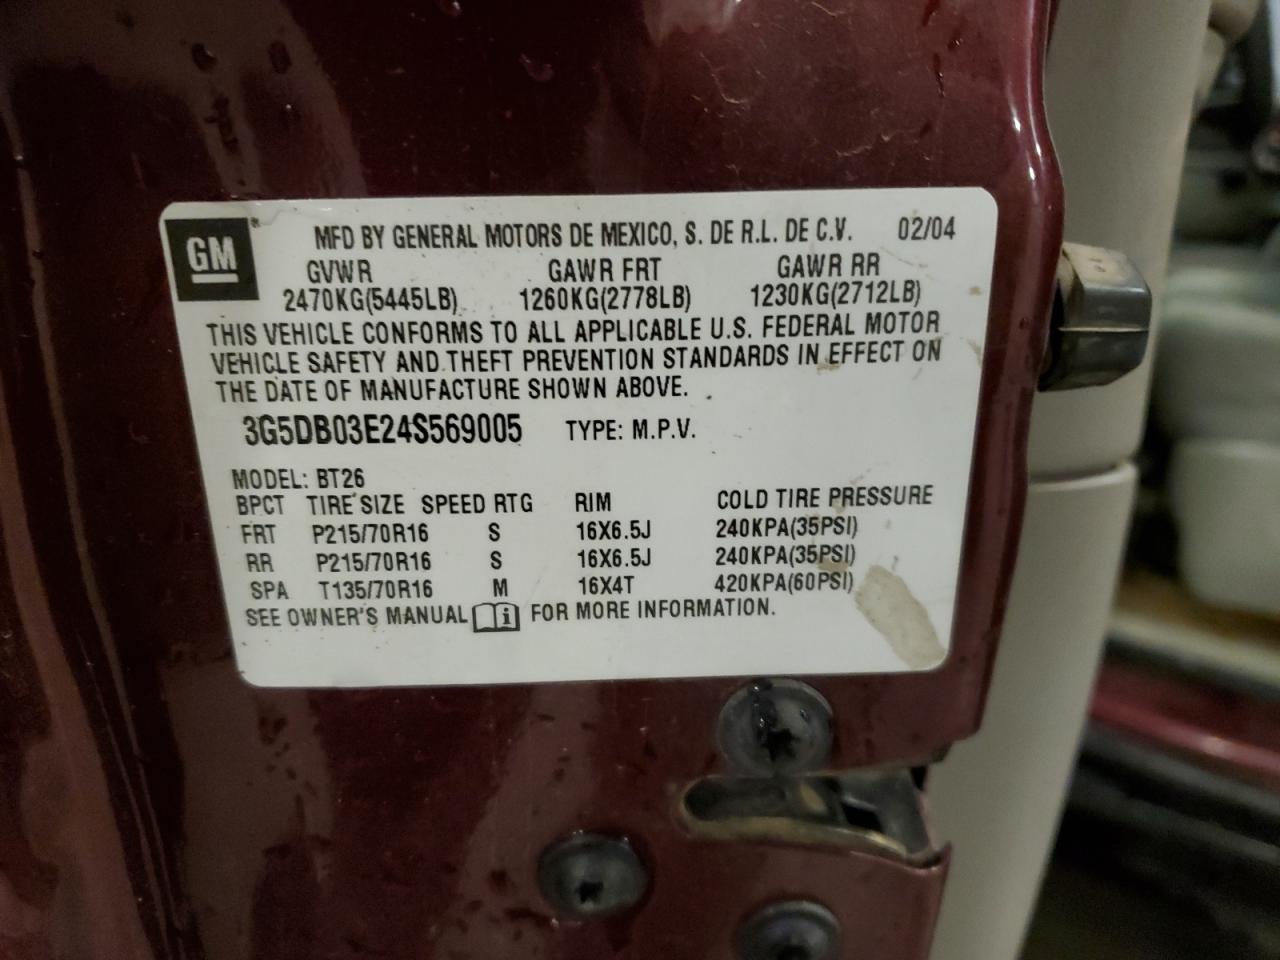 GM ® MFD BY GENERAL MOTORS DE MEXICO, S. DE R.L. DE C.V. 02/04
GVWR GAWR FRT GAWR RR
2470KG(5445LB) 1260KG(2778LB) 1230KG(2712LB)
THIS VEHICLE CONFORMS TO ALL APPLICABLE U.S. FEDERAL MOTOR
VEHICLE SAFETY AND THEFT PREVENTION STANDARDS IN EFFECT ON
THE DATE OF MANUFACTURE SHOWN ABOVE.
3G5DB03E24S569005 TYPE: M.P.V.
MODEL: BT26
BPCT TIRE SIZE SPEED RTG RIM COLD TIRE PRESSURE
FRT P215/70R16 S 16X6.5J 240KPA(35PSI)
RR P215/70R16 S 16X6.5J 240KPA(35PSI)
SPA T135/70R16 M 16X4T 420KPA(60PSI)
SEE OWNER'S MANUAL i FOR MORE INFORMATION.